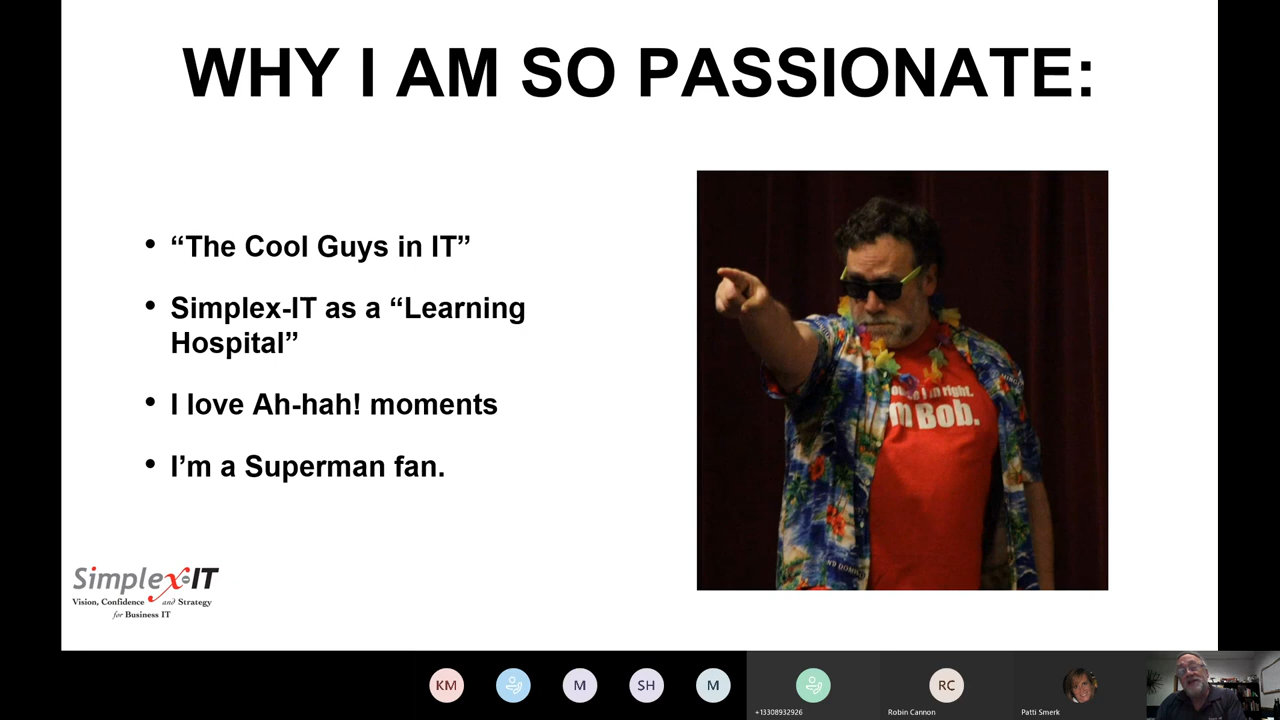 WHY I AM SO PASSIONATE:
• “The Cool Guys in IT”
• Simplex-IT as a “Learning
Hospital”
• I love Ah-hah! moments
• I’m a Superman fan.
right.
Bob.
Simplex-IT
Vision, Confidence and Strategy
for Business IT
KM
M
SH
M
RC
+13308932926
Robin Cannon
Patti Smerk